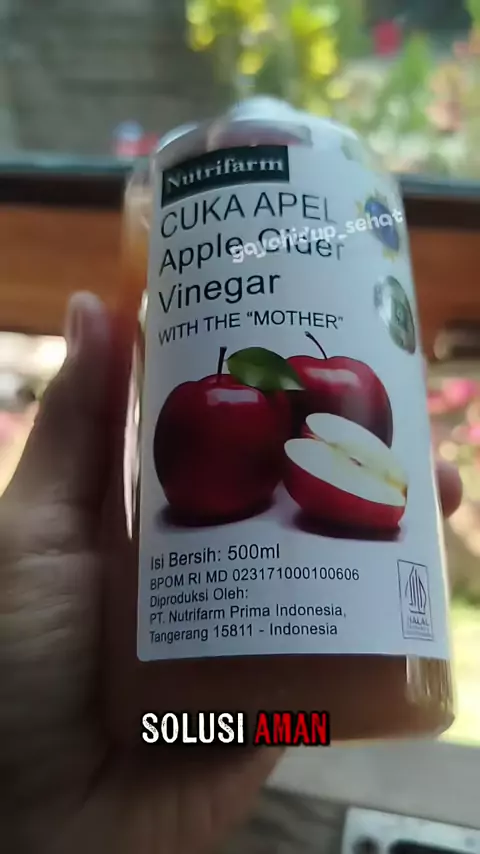 Nutrifarm
CUKA APEL
gayahidup_sehat
Apple Cider
Vinegar
WITH THE "MOTHER"
Isi Bersih: 500ml
BPOM RI MD 023171000100606
Diproduksi Oleh:
PT. Nutrifarm Prima Indonesia,
Tangerang 15811 - Indonesia
HALAL
SOLUSI AMAN